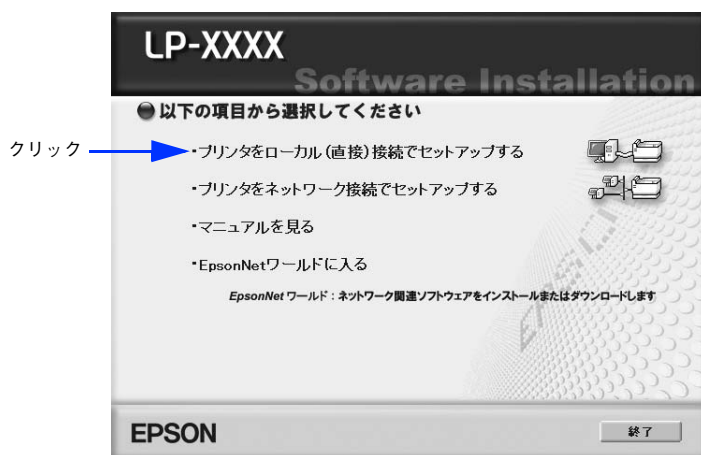 LP-XXXX
Software Installation
以下の項目から選択してください
クリック
・プリンタをローカル(直接)接続でセットアップする
・プリンタをネットワーク接続でセットアップする
・マニュアルを見る
・EpsonNetワールドに入る
EpsonNet ワールド：ネットワーク関連ソフトウェアをインストールまたはダウンロードします
EPSON
EPSON
終了